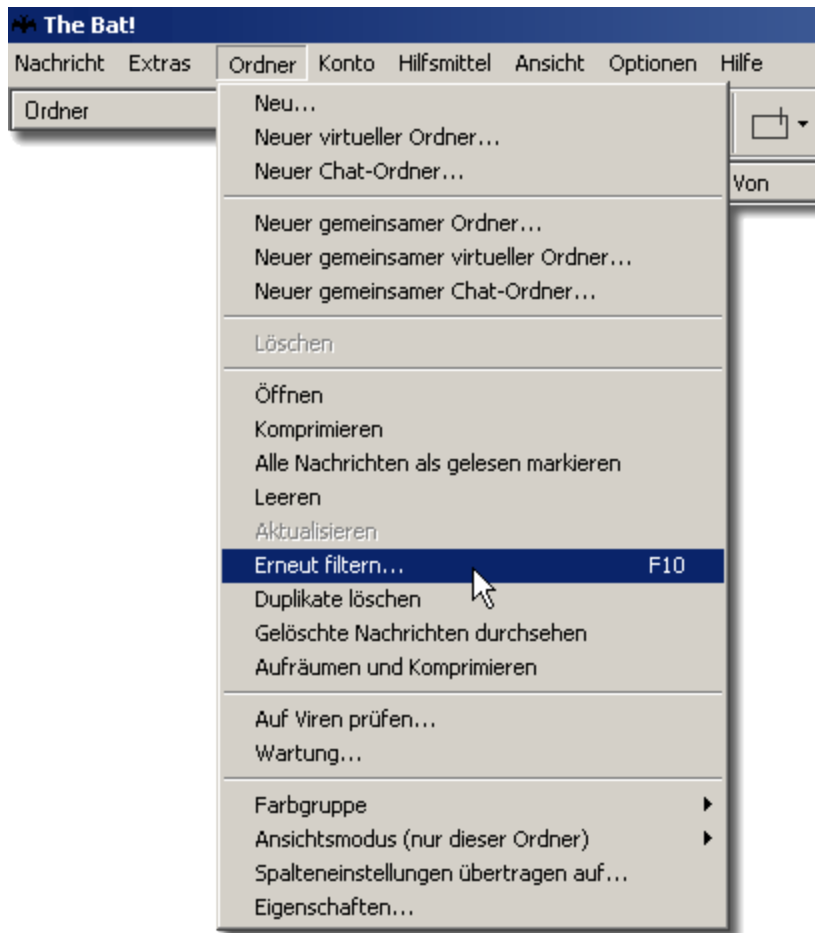 The Bat!
Nachricht Extras Ordner Konto Hilfsmittel Ansicht Optionen Hilfe
Ordner
Von
Neu...
Neuer virtueller Ordner...
Neuer Chat-Ordner...
Neuer gemeinsamer Ordner...
Neuer gemeinsamer virtueller Ordner...
Neuer gemeinsamer Chat-Ordner...
Löschen
Öffnen
Komprimieren
Alle Nachrichten als gelesen markieren
Leeren
Aktualisieren
Erneut filtern... F10
Duplikate löschen
Gelöschte Nachrichten durchsehen
Aufräumen und Komprimieren
Auf Viren prüfen...
Wartung...
Farbgruppe
Ansichtsmodus (nur dieser Ordner)
Spalteneinstellungen übertragen auf...
Eigenschaften...